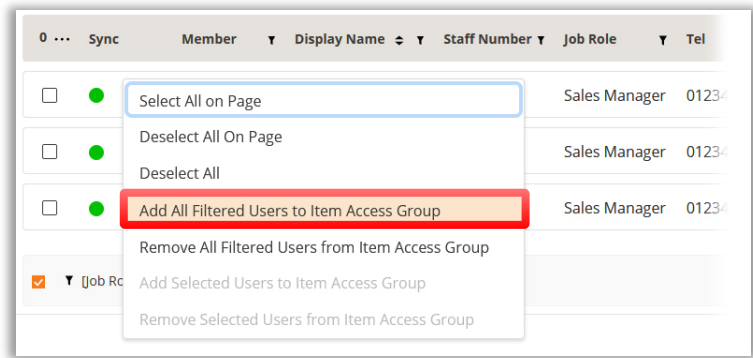 0 ... Sync Member Display Name Staff Number Job Role Tel
Select All on Page
Sales Manager 01234
Deselect All On Page
Sales Manager 01234
Deselect All
Add All Filtered Users to Item Access Group
Sales Manager 01234
Remove All Filtered Users from Item Access Group
[Job Ro
Add Selected Users to Item Access Group
Remove Selected Users from Item Access Group